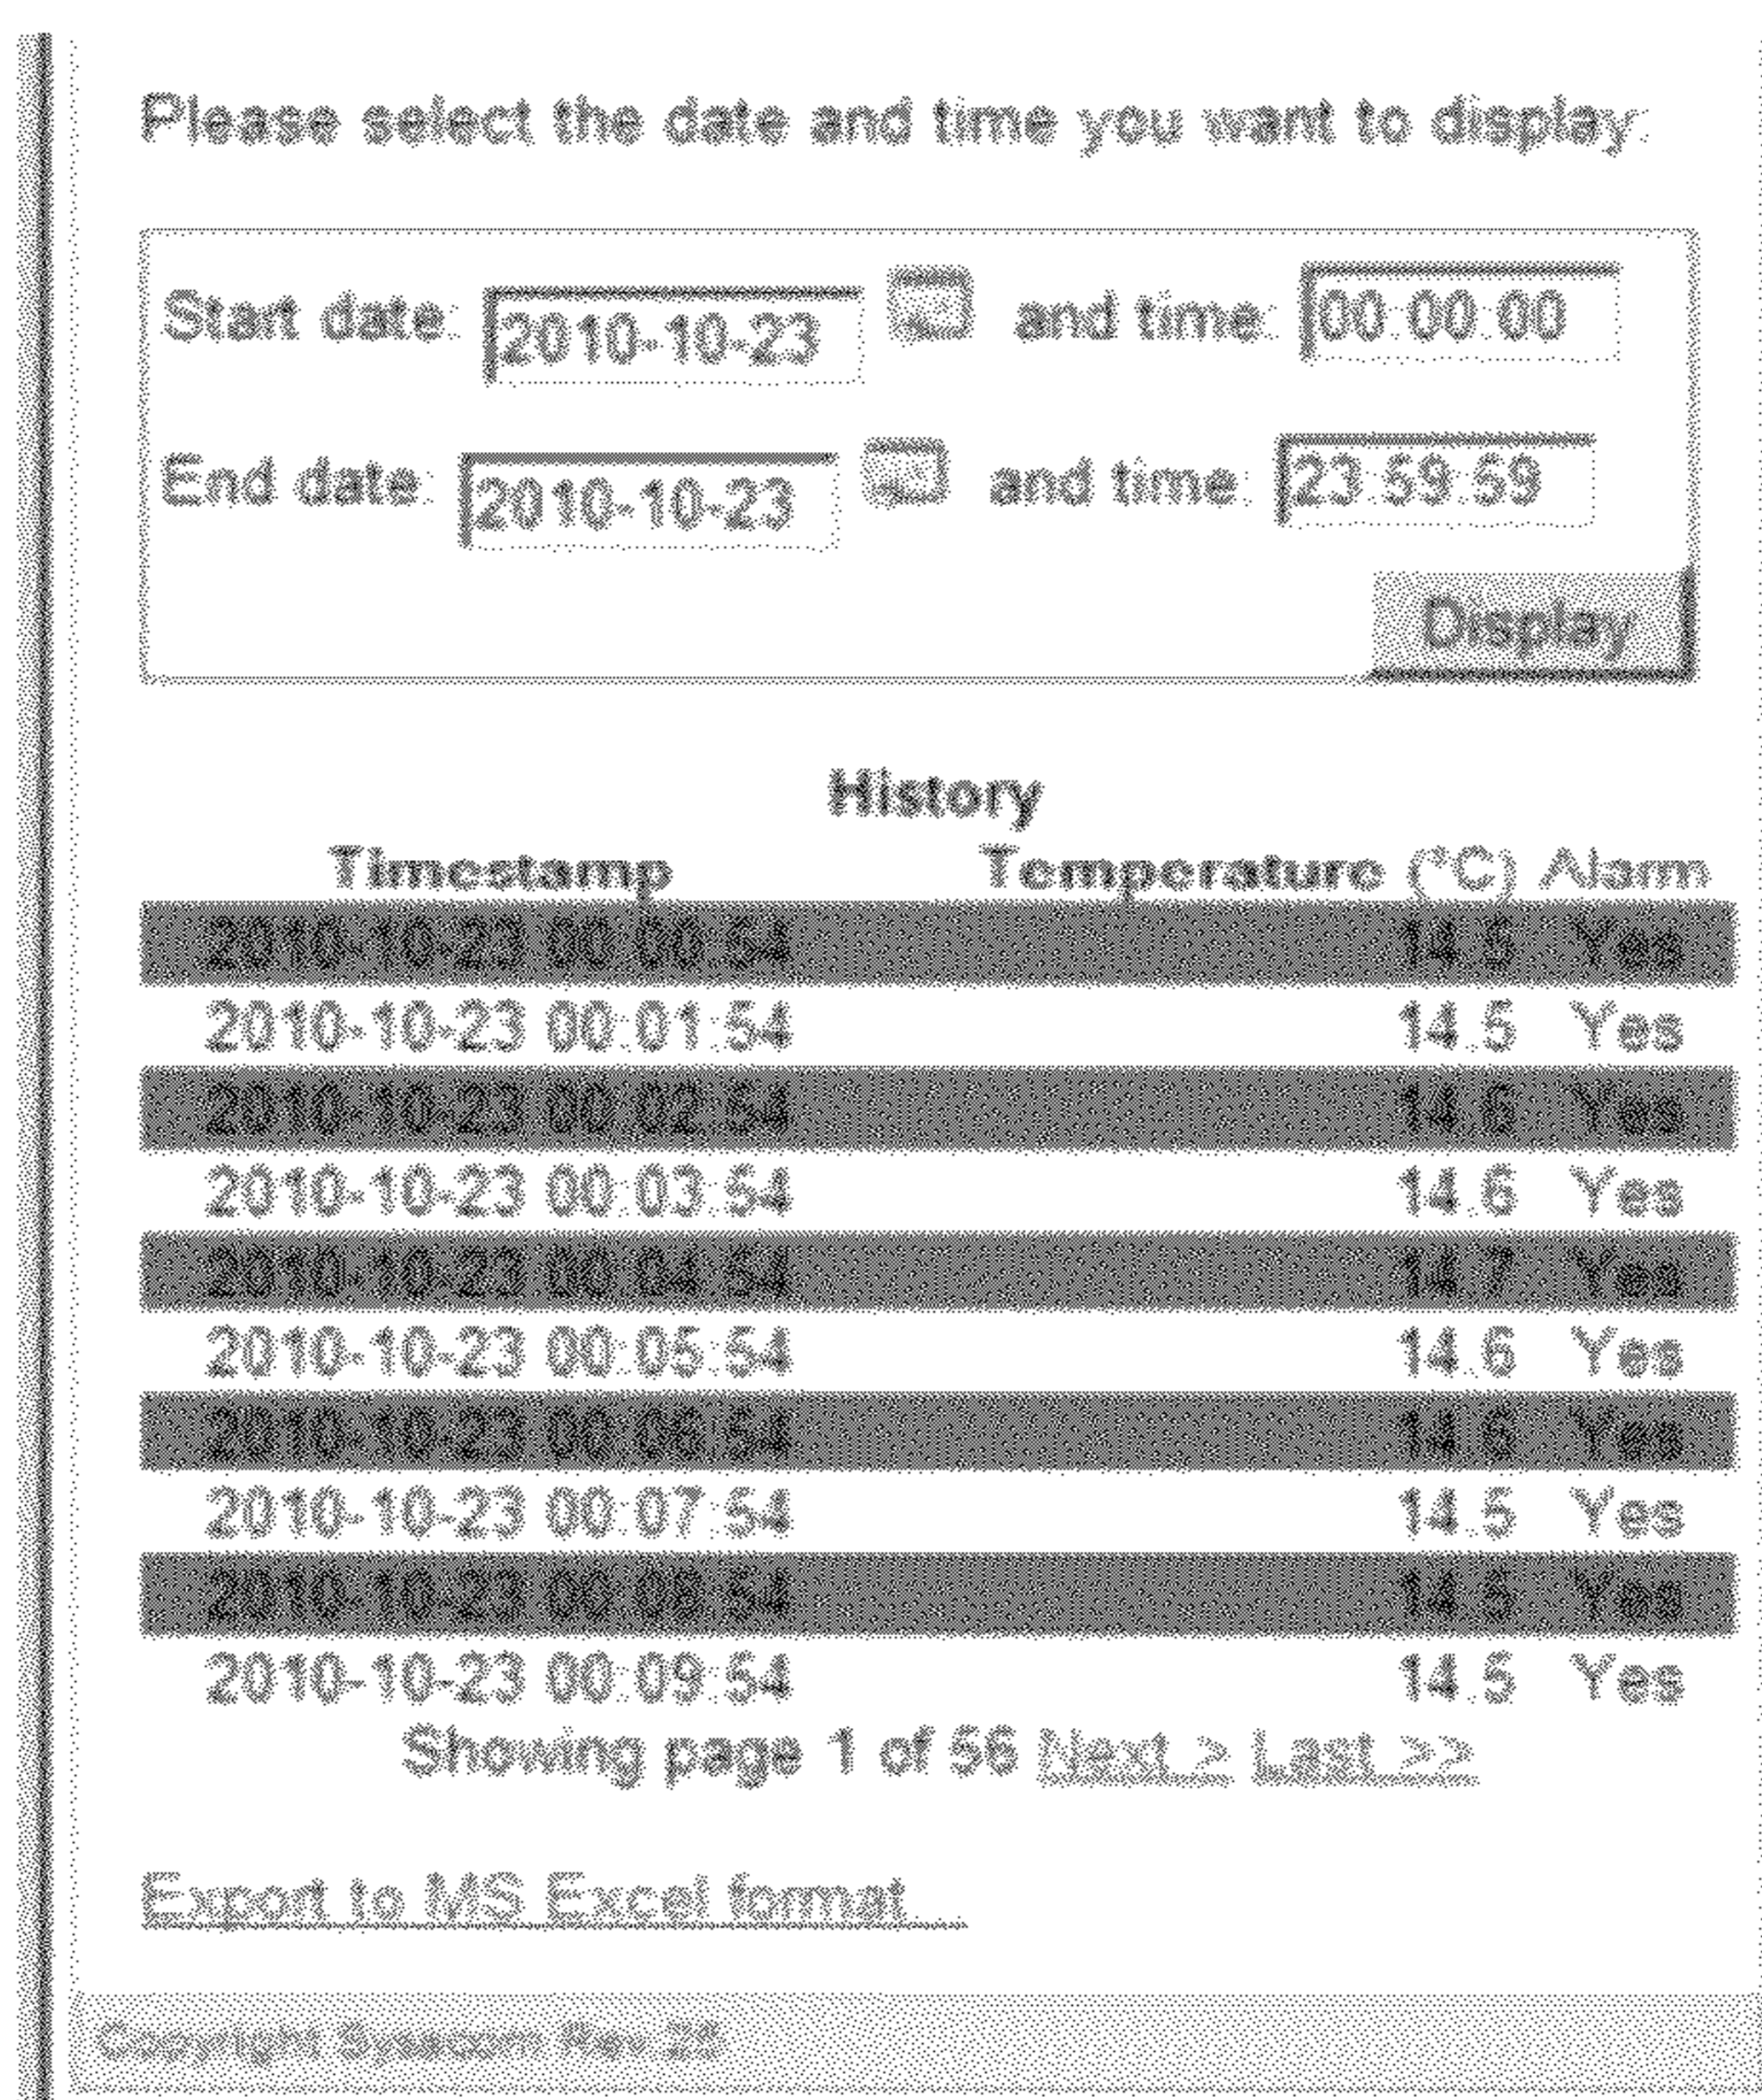 Please select the date and time you want to display:
Start date: 2010-10-23 and time: 00:00:00
End date: 2010-10-23 and time: 23:59:59
Display
History
Timestamp Temperature (°C) Alarm
2010-10-23 00:00:54 14.5 Yes
2010-10-23 00:01:54 14.5 Yes
2010-10-23 00:02:54 14.6 Yes
2010-10-23 00:03:54 14.6 Yes
2010-10-23 00:04:54 14.7 Yes
2010-10-23 00:05:54 14.6 Yes
2010-10-23 00:06:54 14.6 Yes
2010-10-23 00:07:54 14.5 Yes
2010-10-23 00:08:54 14.5 Yes
2010-10-23 00:09:54 14.5 Yes
Showing page 1 of 56 Next > Last >>
Export to MS Excel format...
Copyright Rev